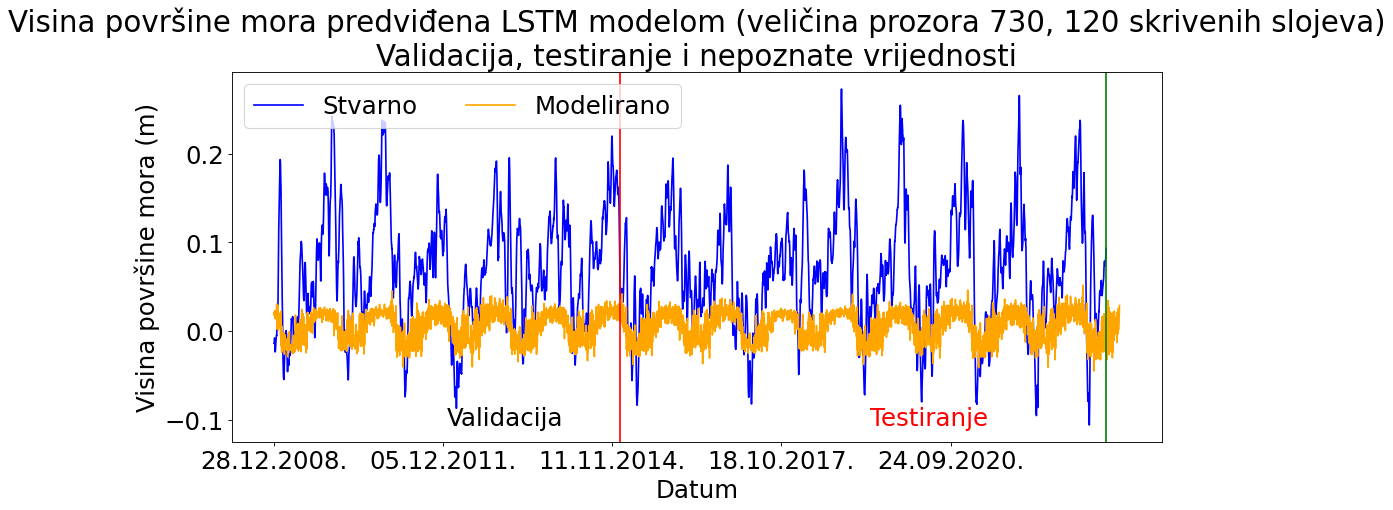 Visina površine mora predviđena LSTM modelom (veličina prozora 730, 120 skrivenih slojeva)
Validacija, testiranje i nepoznate vrijednosti
Stvarno
Modelirano
Visina površine mora (m)
0.2
0.1
0.0
−0.1
Validacija
Testiranje
28.12.2008.
05.12.2011.
11.11.2014.
18.10.2017.
24.09.2020.
Datum